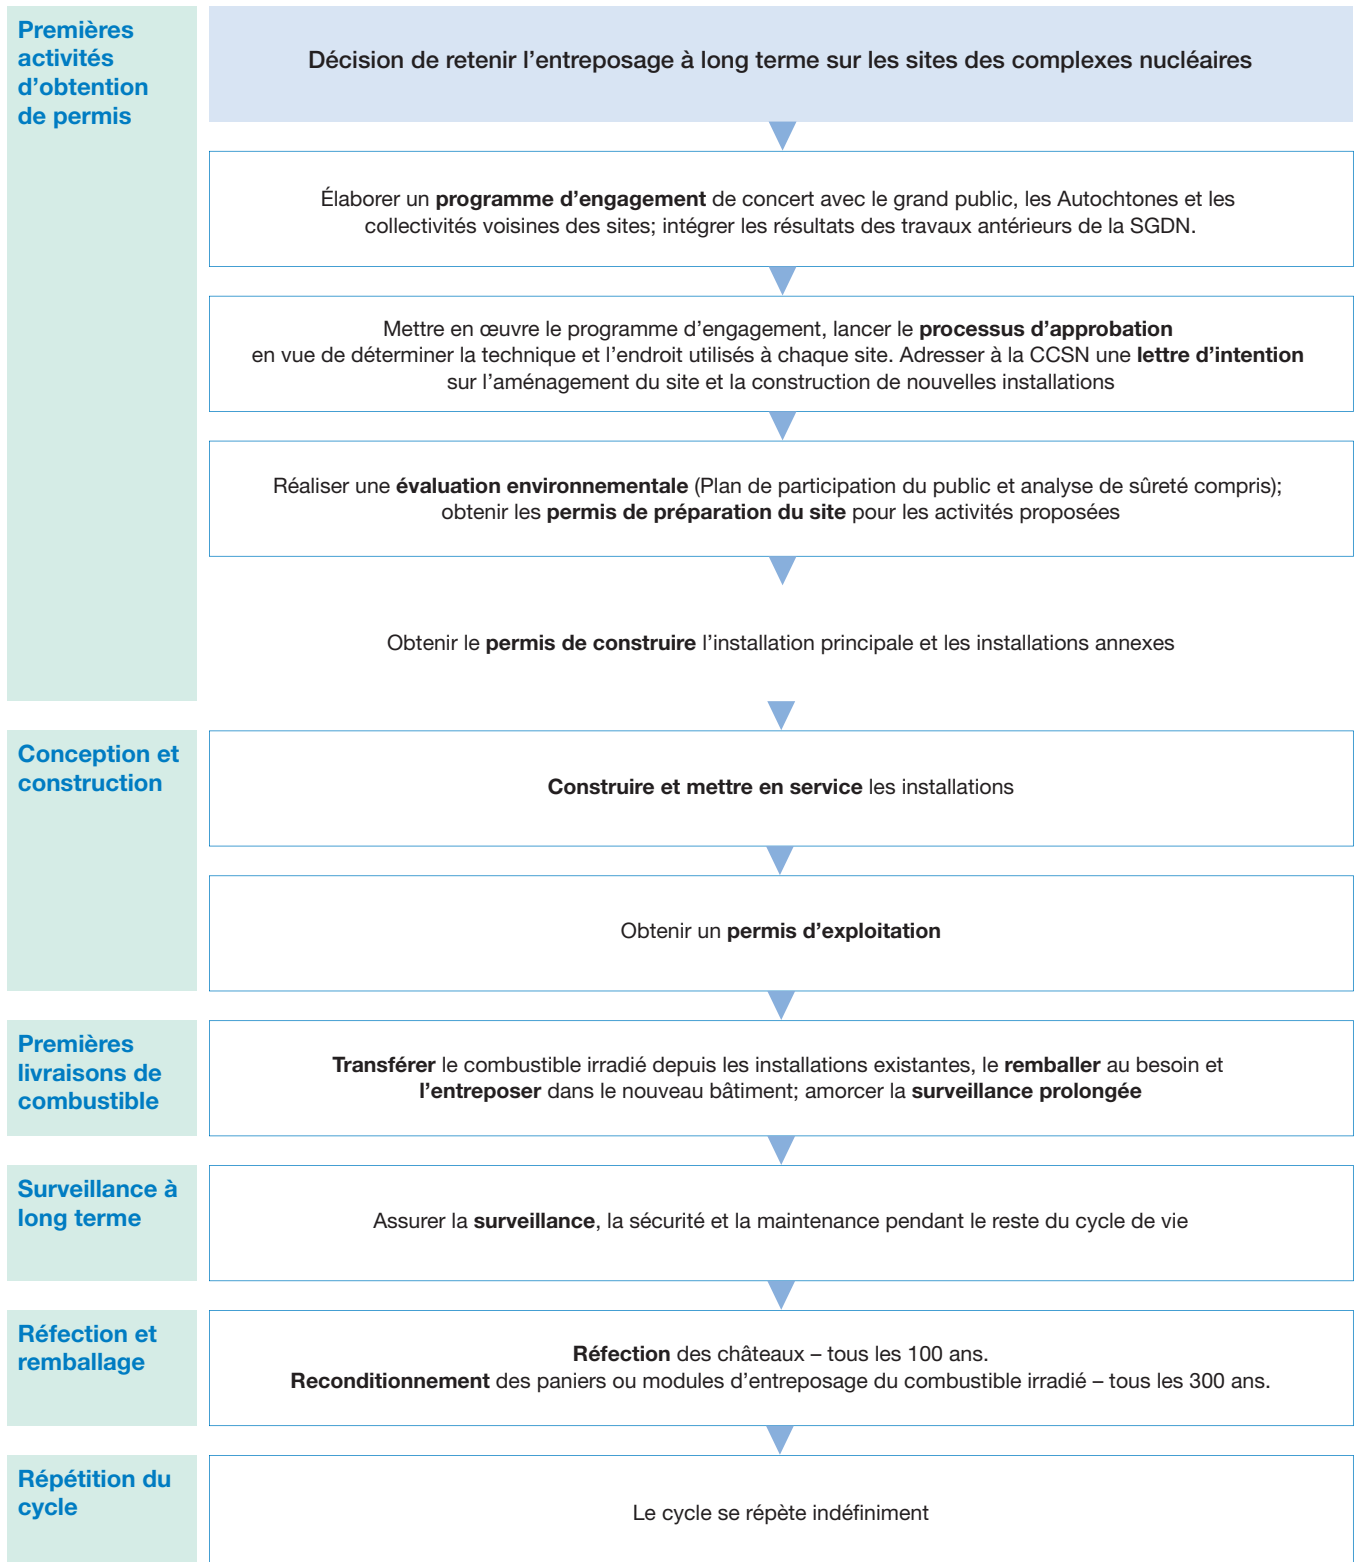 Premières
activités
d’obtention
de permis
Décision de retenir l’entreposage à long terme sur les sites des complexes nucléaires
Élaborer un programme d’engagement de concert avec le grand public, les Autochtones et les
collectivités voisines des sites; intégrer les résultats des travaux antérieurs de la SGDN.
Mettre en œuvre le programme d’engagement, lancer le processus d’approbation
en vue de déterminer la technique et l’endroit utilisés à chaque site. Adresser à la CCSN une lettre d’intention
sur l’aménagement du site et la construction de nouvelles installations
Réaliser une évaluation environnementale (Plan de participation du public et analyse de sûreté compris);
obtenir les permis de préparation du site pour les activités proposées
Obtenir le permis de construire l’installation principale et les installations annexes
Conception et
construction
Construire et mettre en service les installations
Obtenir un permis d’exploitation
Premières
livraisons de
combustible
Transférer le combustible irradié depuis les installations existantes, le remballer au besoin et
l’entreposer dans le nouveau bâtiment; amorcer la surveillance prolongée
Surveillance à
long terme
Assurer la surveillance, la sécurité et la maintenance pendant le reste du cycle de vie
Réfection et
remballage
Réfection des châteaux – tous les 100 ans.
Reconditionnement des paniers ou modules d’entreposage du combustible irradié – tous les 300 ans.
Répétition du
cycle
Le cycle se répète indéfiniment